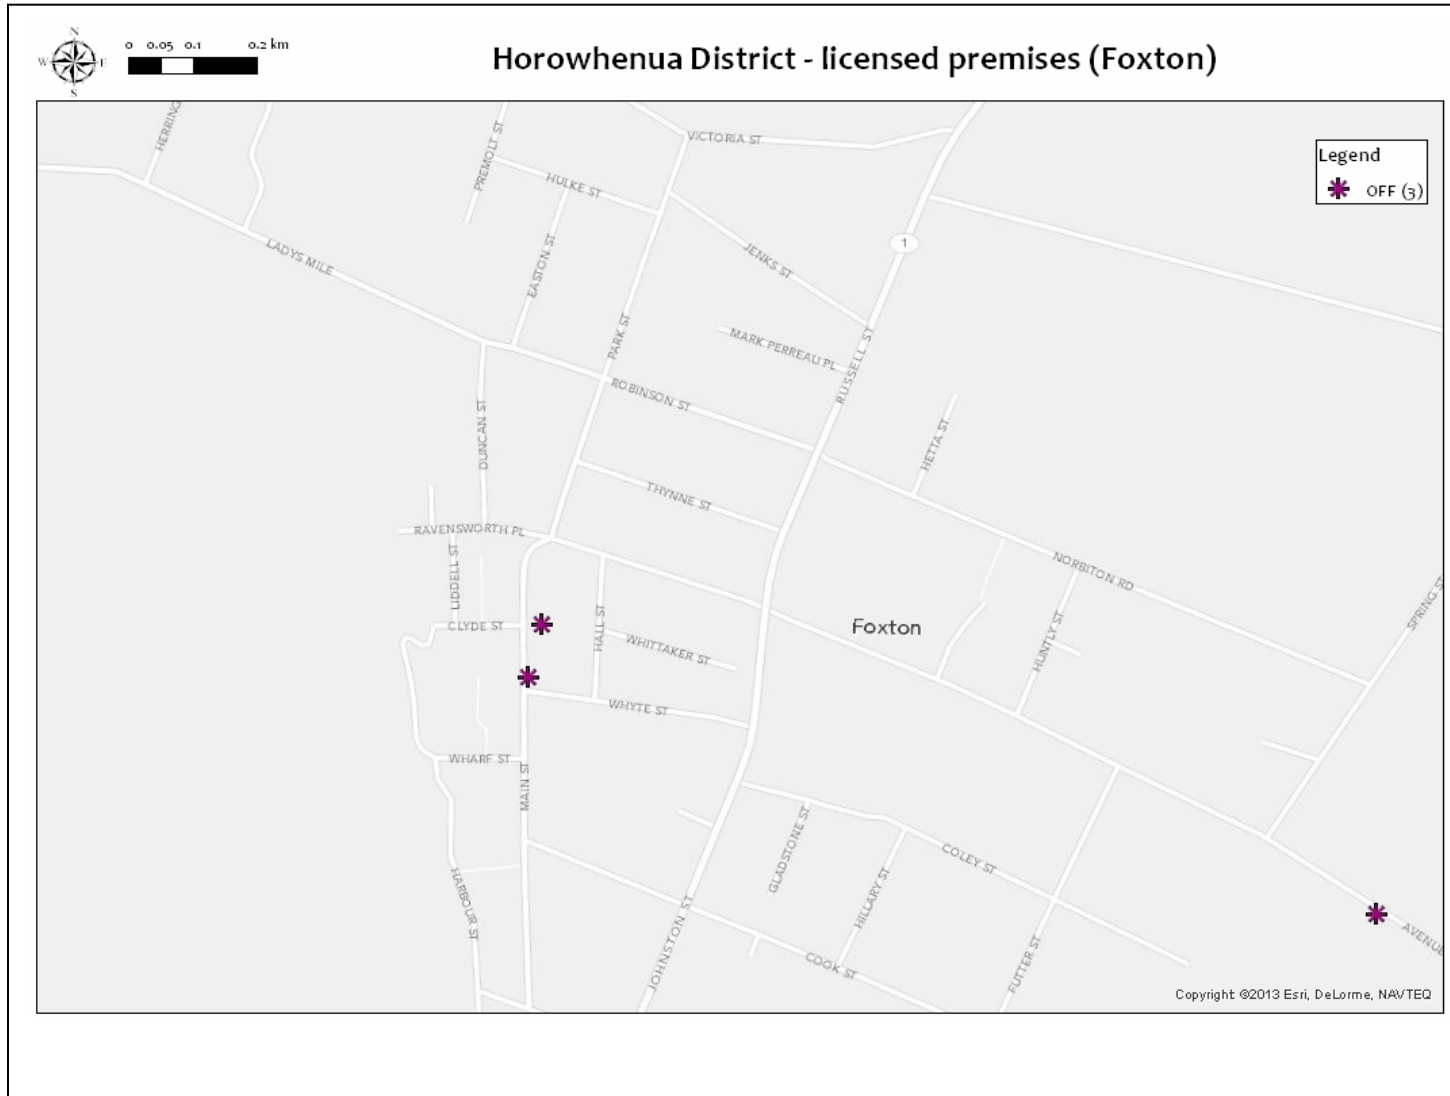 N
W E
S
0 0.05 0.1 0.2 km
Horowhenua District - licensed premises (Foxton)
Legend
OFF (3)
HERRING
PREMOLT ST
VICTORIA ST
HULKE ST
LADYS MILE
EASTON ST
JENKS ST
1
PARK ST
MARK PERREAU PL
RUSSELL ST
ROBINSON ST
DUNCAN ST
HETTA ST
THYNNE ST
RAVENSWORTH PL
LIDDELL ST
NORBITON RD
SPRING ST
CLYDE ST
HALL ST
WHITTAKER ST
Foxton
HUNTLY ST
WHYTE ST
WHARF ST
MAIN ST
GLADSTONE ST
COLEY ST
HILLARY ST
HARBOUR ST
JOHNSTON ST
COOK ST
FUTTER ST
AVENUE
Copyright ©2013 Esri, DeLorme, NAVTEQ